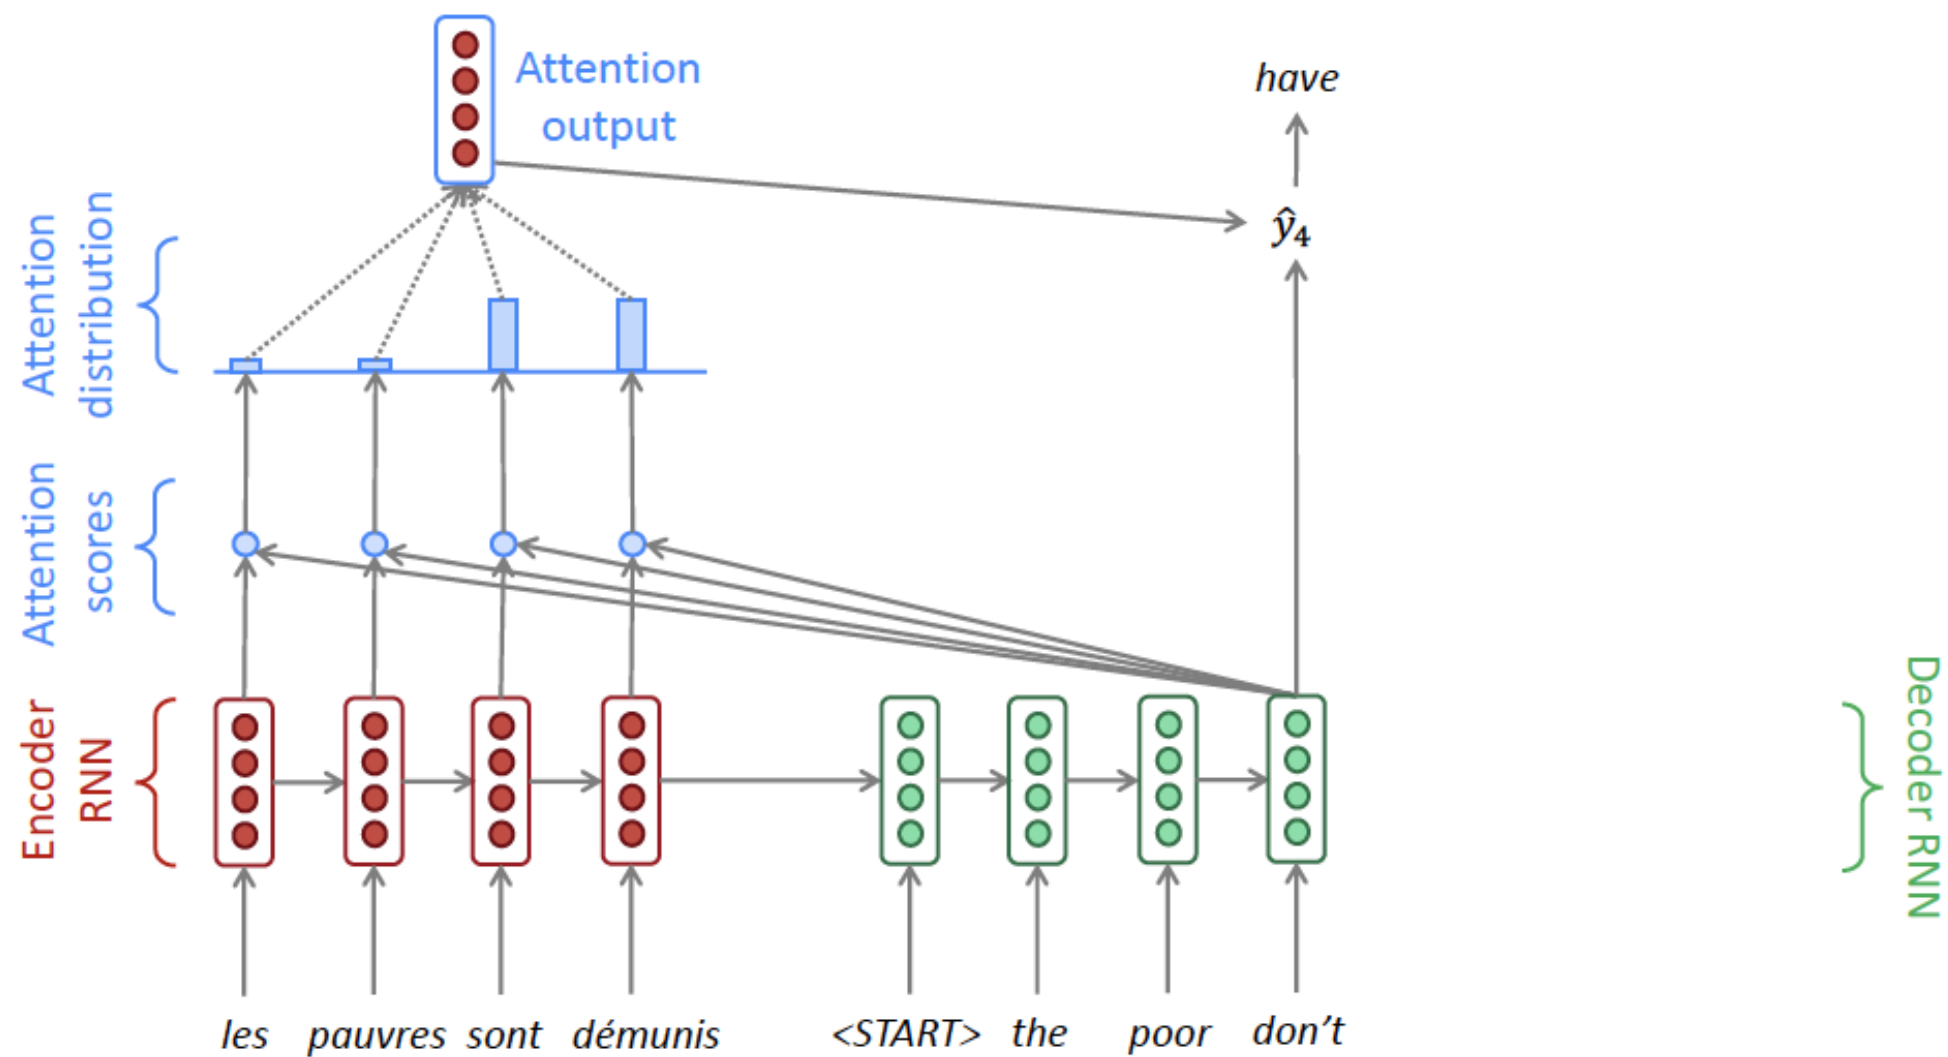 Attention
output
have
ŷ₄
Attention
distribution
Attention
scores
Encoder
RNN
Decoder RNN
les pauvres sont démunis <START> the poor don't